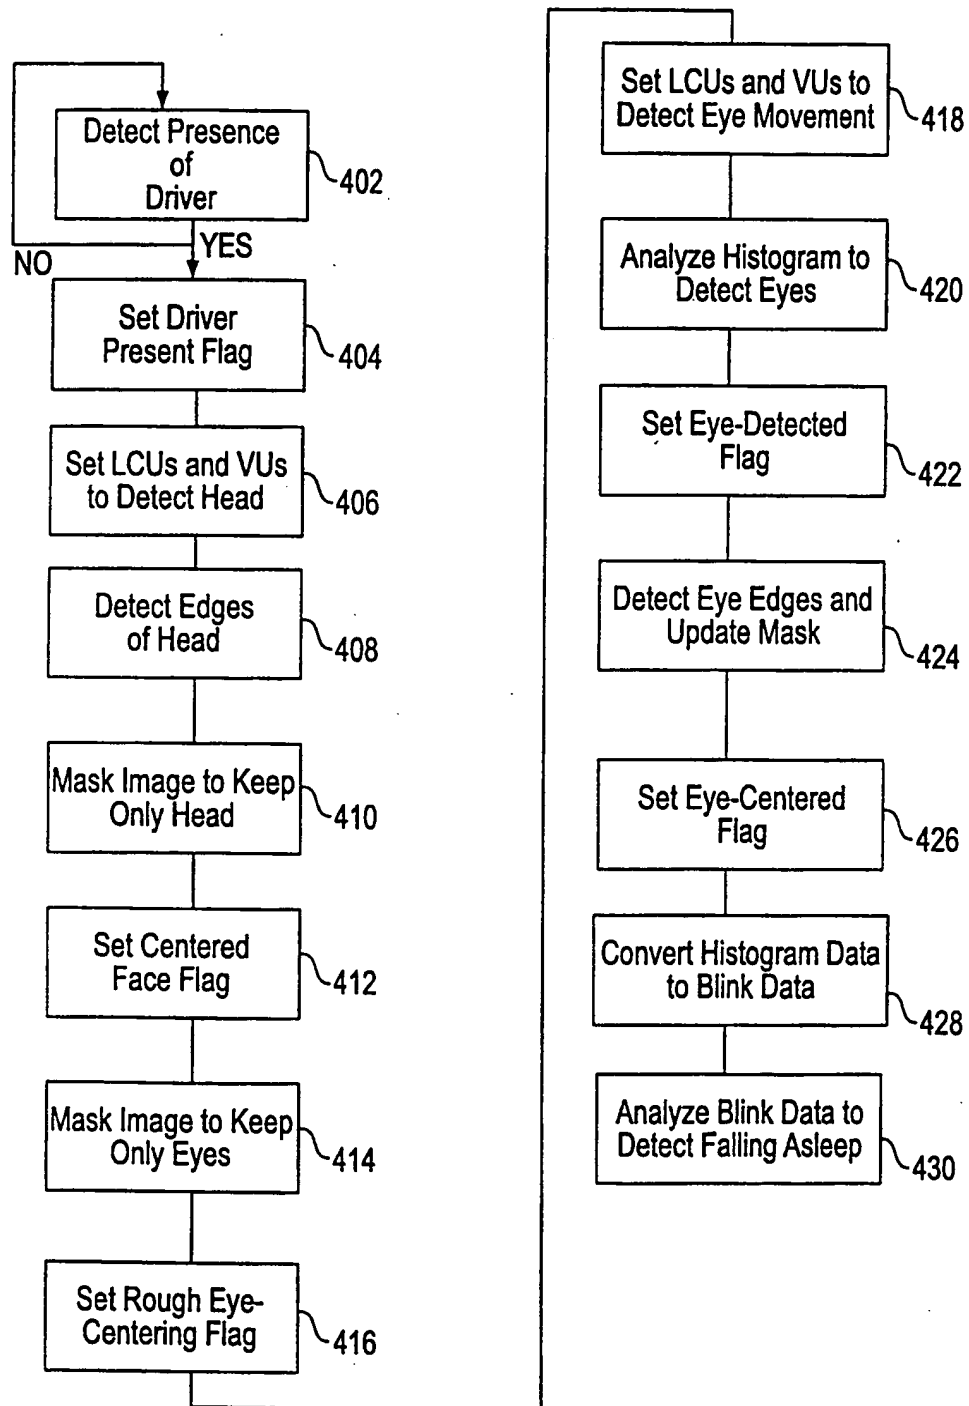 Detect Presence
of
Driver
402
NO
YES
Set Driver
Present Flag
404
Set LCUs and VUs
to Detect Head
406
Detect Edges
of Head
408
Mask Image to Keep
Only Head
410
Set Centered
Face Flag
412
Mask Image to Keep
Only Eyes
414
Set Rough Eye-
Centering Flag
416
Set LCUs and VUs to
Detect Eye Movement
418
Analyze Histogram to
Detect Eyes
420
Set Eye-Detected
Flag
422
Detect Eye Edges and
Update Mask
424
Set Eye-Centered
Flag
426
Convert Histogram Data
to Blink Data
428
Analyze Blink Data to
Detect Falling Asleep
430